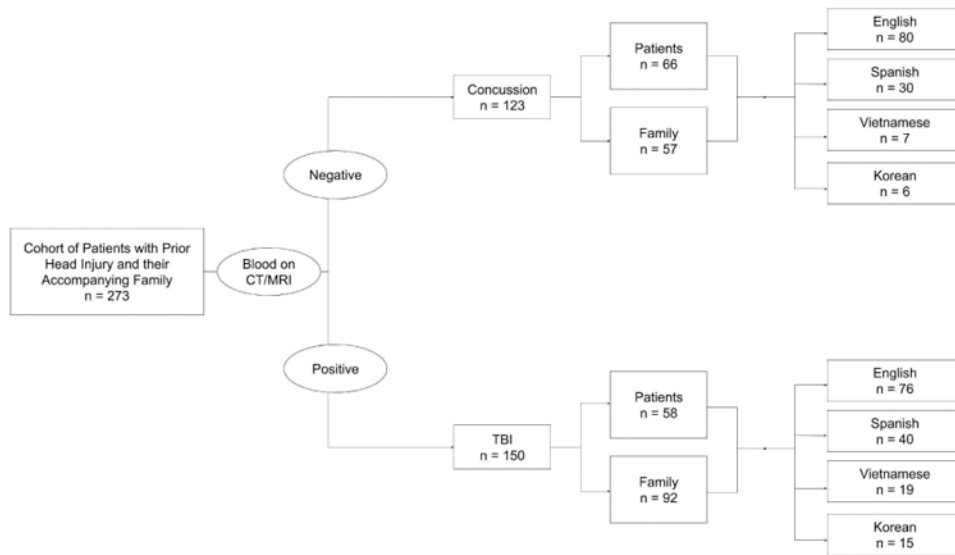 Cohort of Patients with Prior
Head Injury and their
Accompanying Family
n = 273
Blood on
CT/MRI
Negative
Concussion
n = 123
Patients
n = 66
Family
n = 57
English
n = 80
Spanish
n = 30
Vietnamese
n = 7
Korean
n = 6
Positive
TBI
n = 150
Patients
n = 58
Family
n = 92
English
n = 76
Spanish
n = 40
Vietnamese
n = 19
Korean
n = 15